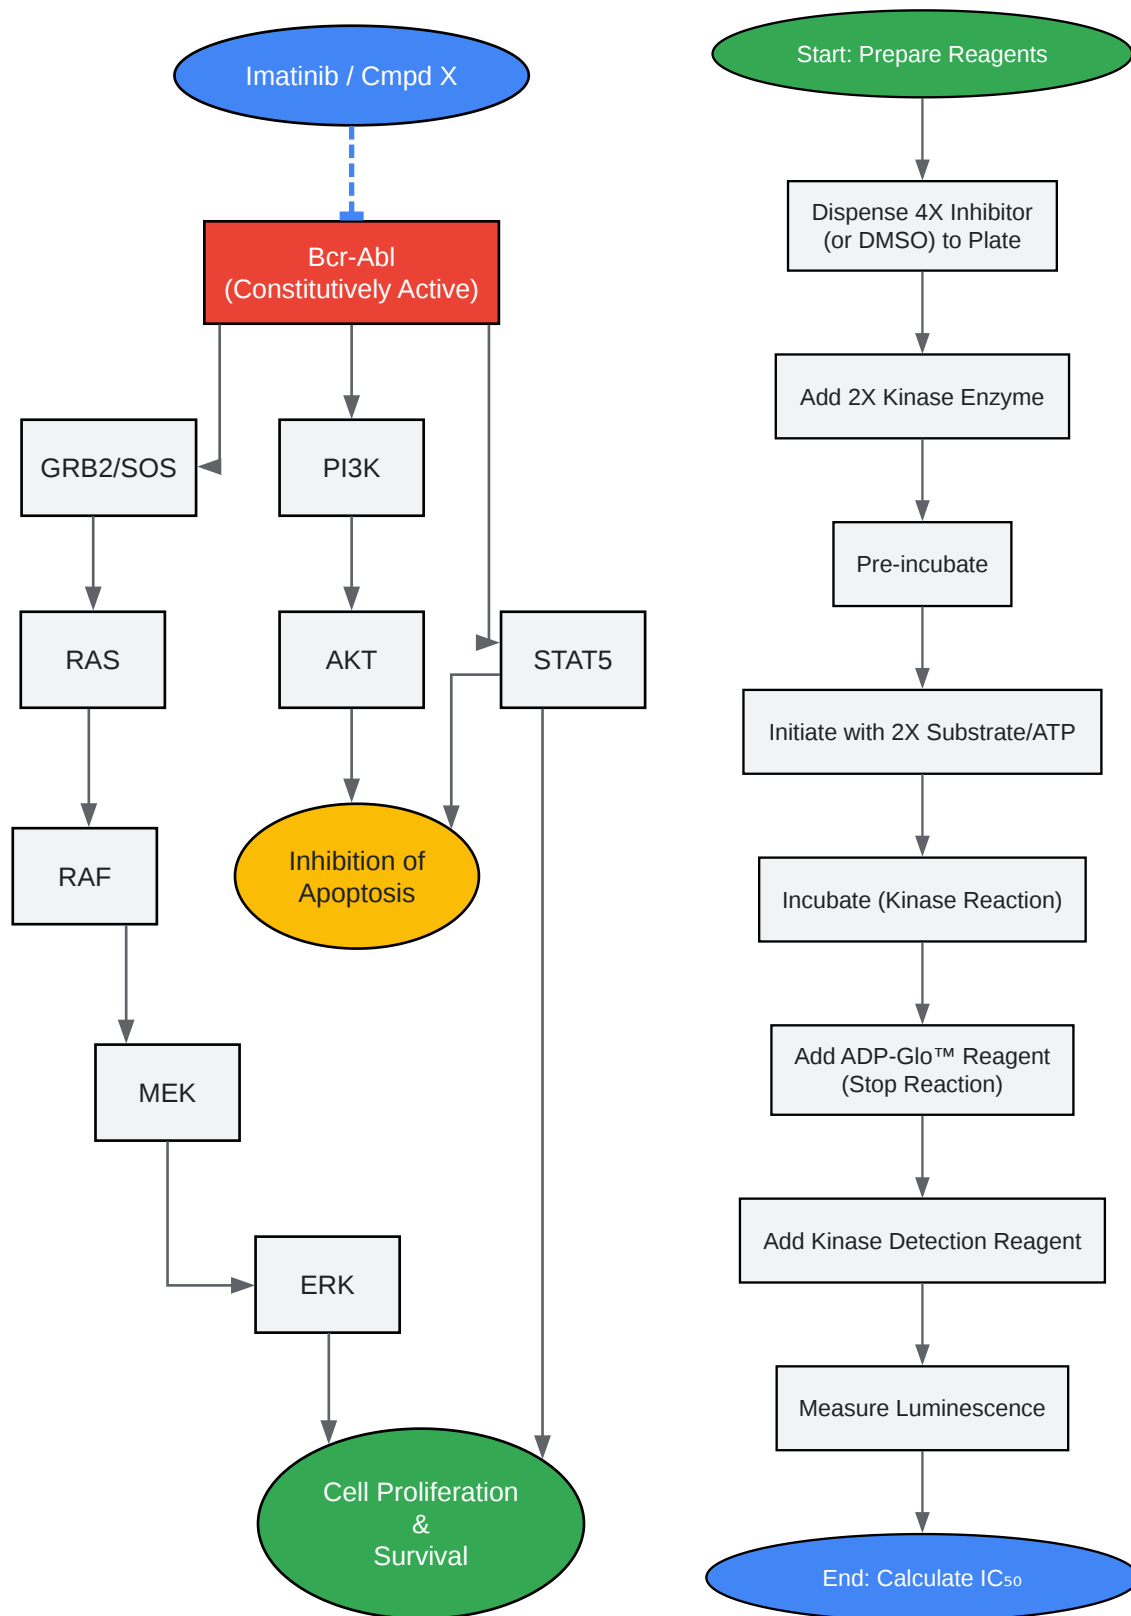 Imatinib / Cmpd X
Bcr-Abl
(Constitutively Active)
GRB2/SOS
PI3K
RAS
AKT
STAT5
RAF
Inhibition of
Apoptosis
MEK
ERK
Cell Proliferation
&
Survival
Start: Prepare Reagents
Dispense 4X Inhibitor
(or DMSO) to Plate
Add 2X Kinase Enzyme
Pre-incubate
Initiate with 2X Substrate/ATP
Incubate (Kinase Reaction)
Add ADP-Glo™ Reagent
(Stop Reaction)
Add Kinase Detection Reagent
Measure Luminescence
End: Calculate IC₅₀